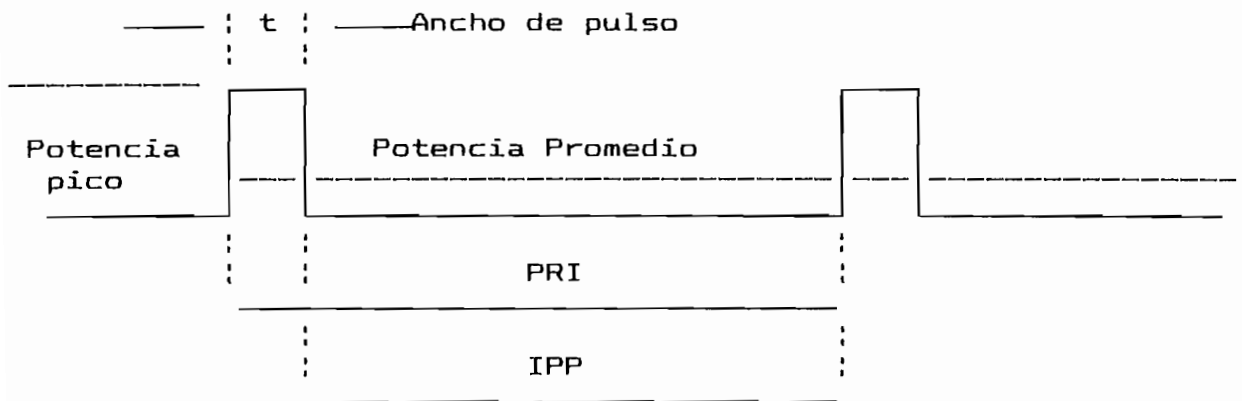 t
Ancho de pulso
Potencia
pico
Potencia Promedio
PRI
IPP